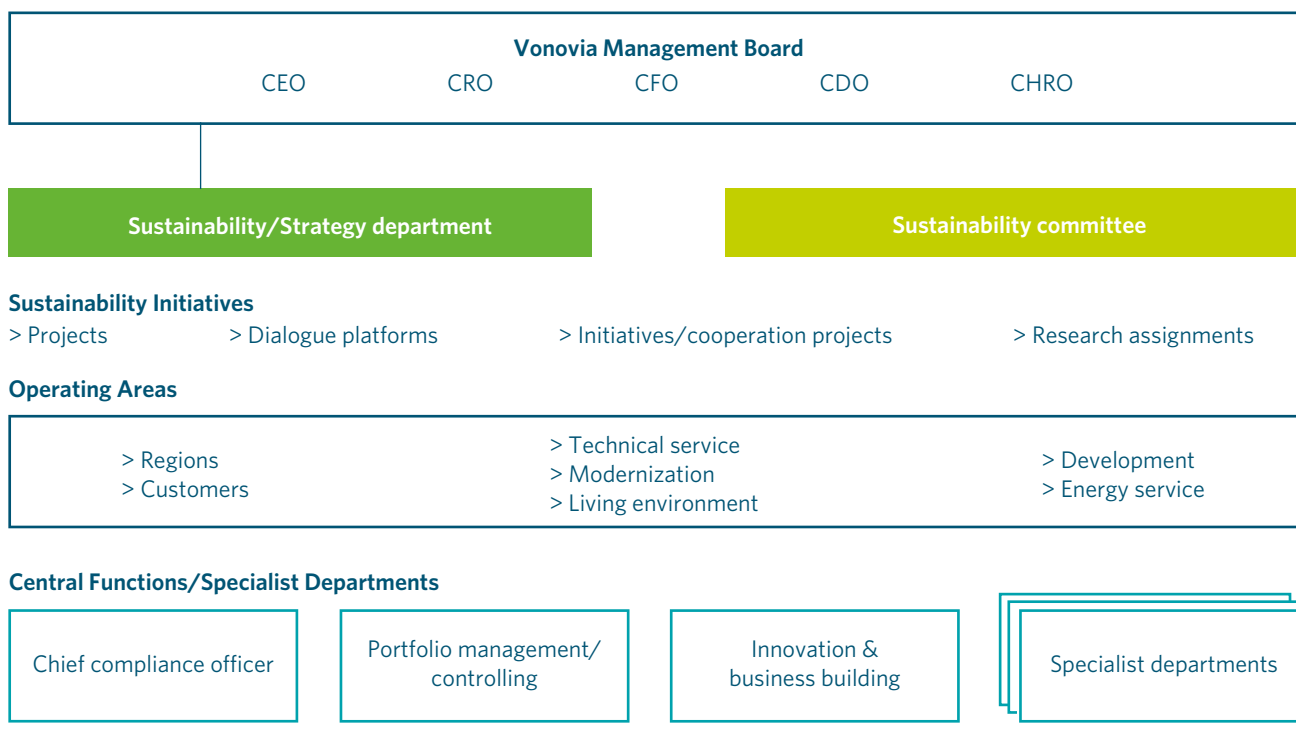 Vonovia Management Board
CEO CRO CFO CDO CHRO
Sustainability/Strategy department
Sustainability committee
Sustainability Initiatives
> Projects > Dialogue platforms > Initiatives/cooperation projects > Research assignments
Operating Areas
> Regions
> Customers
> Technical service
> Modernization
> Living environment
> Development
> Energy service
Central Functions/Specialist Departments
Chief compliance officer
Portfolio management/
controlling
Innovation &
business building
Specialist departments